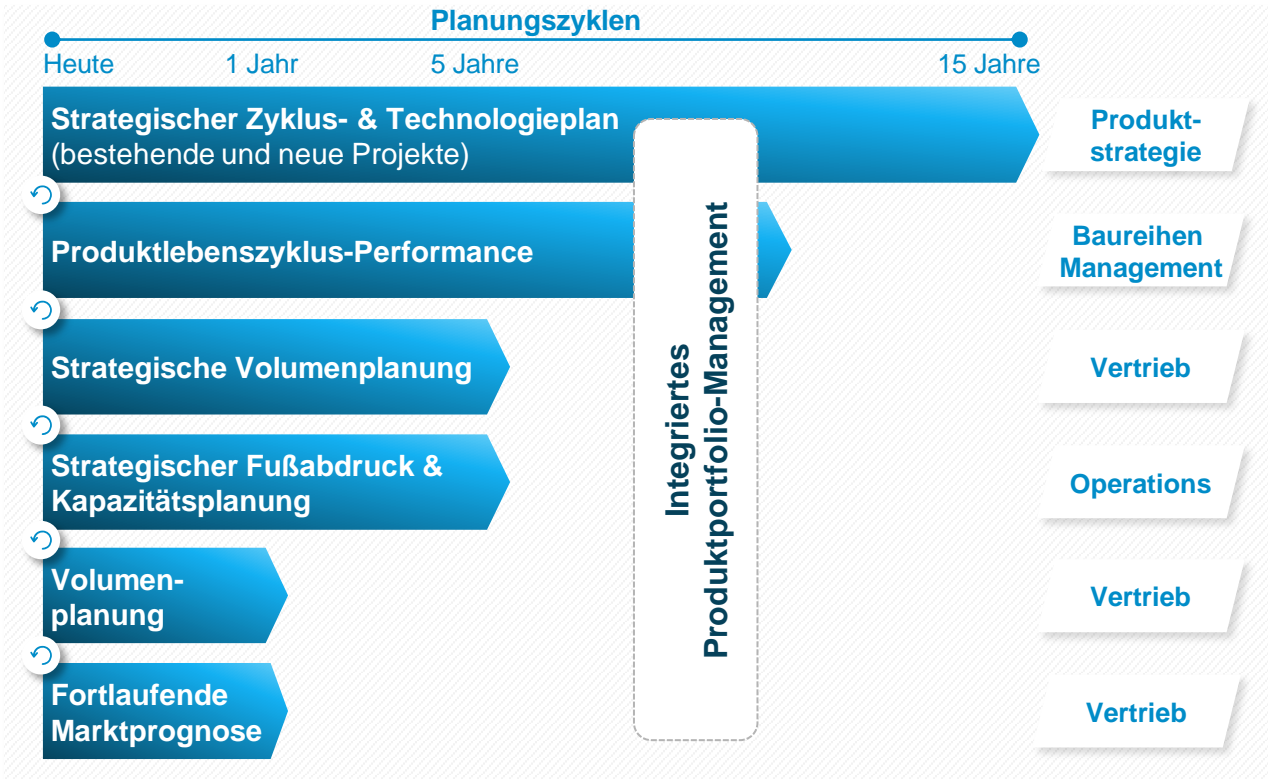 Planungszyklen
Heute
1 Jahr
5 Jahre
15 Jahre
Strategischer Zyklus- & Technologieplan
(bestehende und neue Projekte)
Produkt-
strategie
Produktlebenszyklus-Performance
Baureihen
Management
Strategische Volumenplanung
Vertrieb
Strategischer Fußabdruck &
Kapazitätsplanung
Operations
Volumen-
planung
Vertrieb
Fortlaufende
Marktprognose
Vertrieb
Integriertes
Produktportfolio-Management